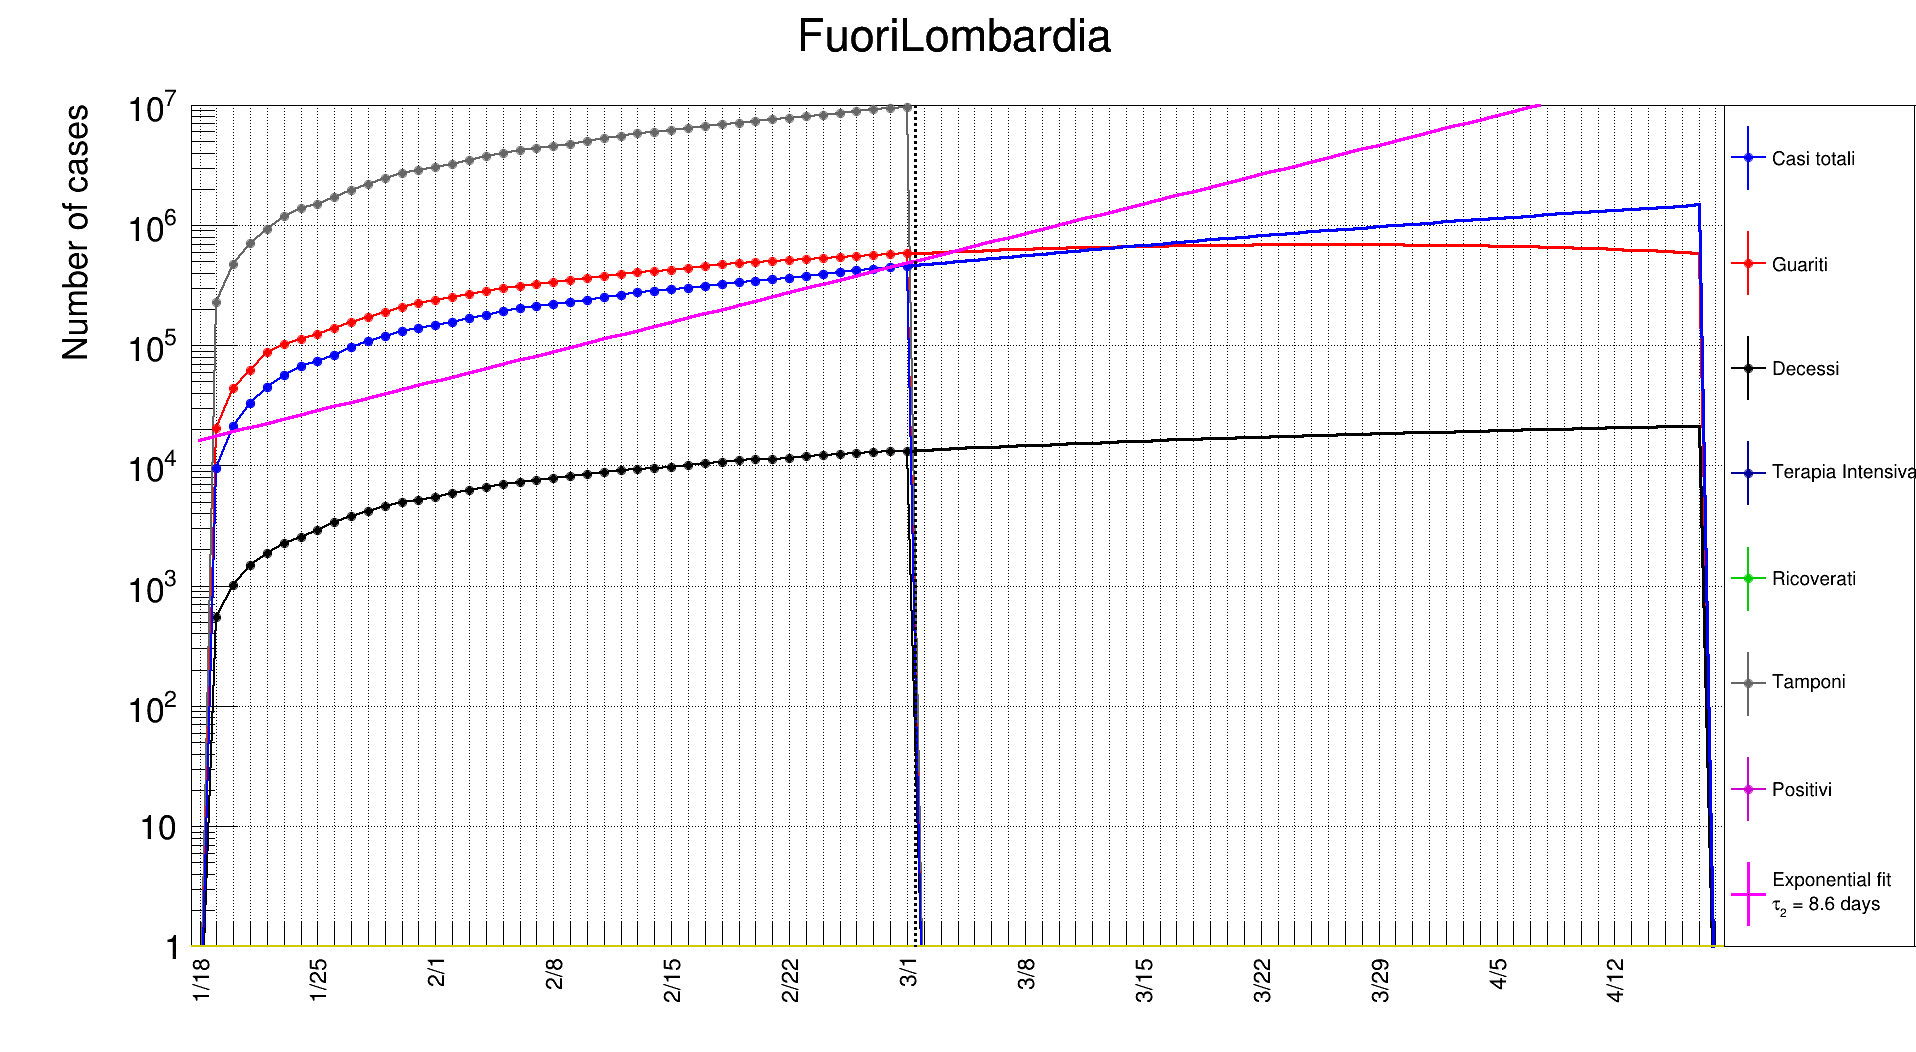 FuoriLombardia
Number of cases
10^7
10^6
10^5
10^4
10^3
10^2
10
1
1/18
1/25
2/1
2/8
2/15
2/22
3/1
3/8
3/15
3/22
3/29
4/5
4/12
Casi totali
Guariti
Decessi
Terapia Intensiva
Ricoverati
Tamponi
Positivi
Exponential fit
τ₂ = 8.6 days